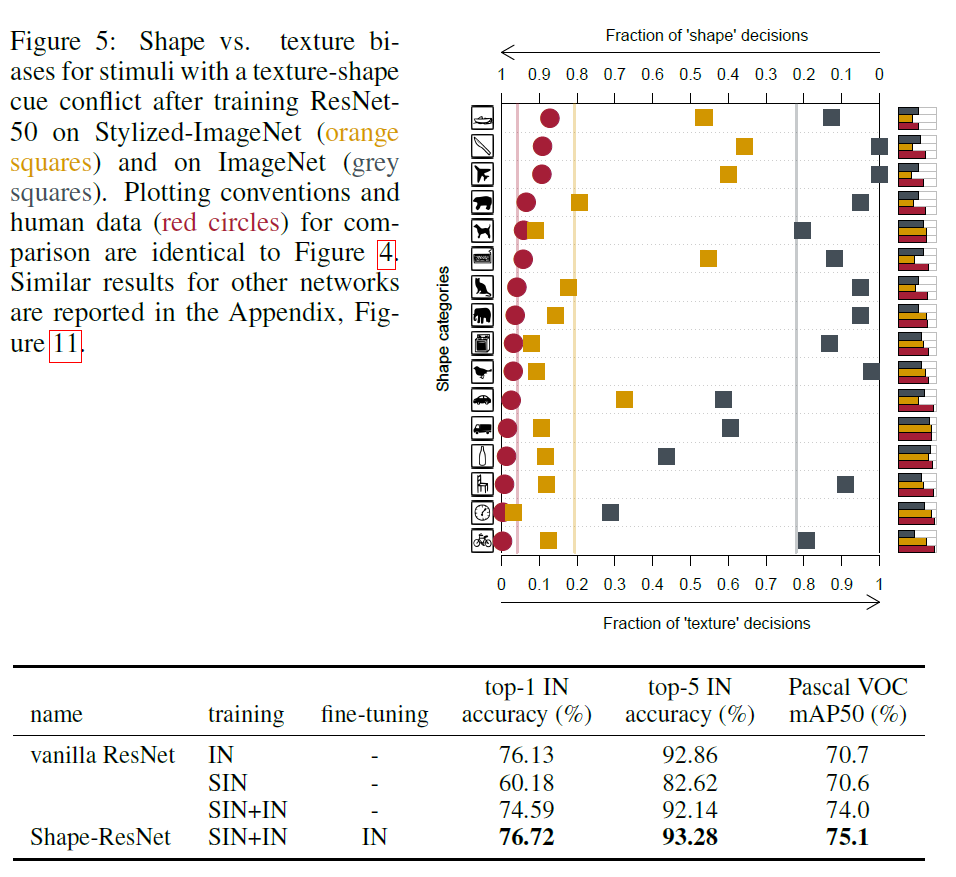 Figure 5: Shape vs. texture bi-
ases for stimuli with a texture-shape
cue conflict after training ResNet-
50 on Stylized-ImageNet (orange
squares) and on ImageNet (grey
squares). Plotting conventions and
human data (red circles) for com-
parison are identical to Figure 4.
Similar results for other networks
are reported in the Appendix, Fig-
ure 11.
Fraction of 'shape' decisions
1 0.9 0.8 0.7 0.6 0.5 0.4 0.3 0.2 0.1 0
Shape categories
0 0.1 0.2 0.3 0.4 0.5 0.6 0.7 0.8 0.9 1
Fraction of 'texture' decisions
top-1 IN top-5 IN Pascal VOC
name training fine-tuning accuracy (%) accuracy (%) mAP50 (%)
vanilla ResNet IN - 76.13 92.86 70.7
SIN - 60.18 82.62 70.6
SIN+IN - 74.59 92.14 74.0
Shape-ResNet SIN+IN IN 76.72 93.28 75.1